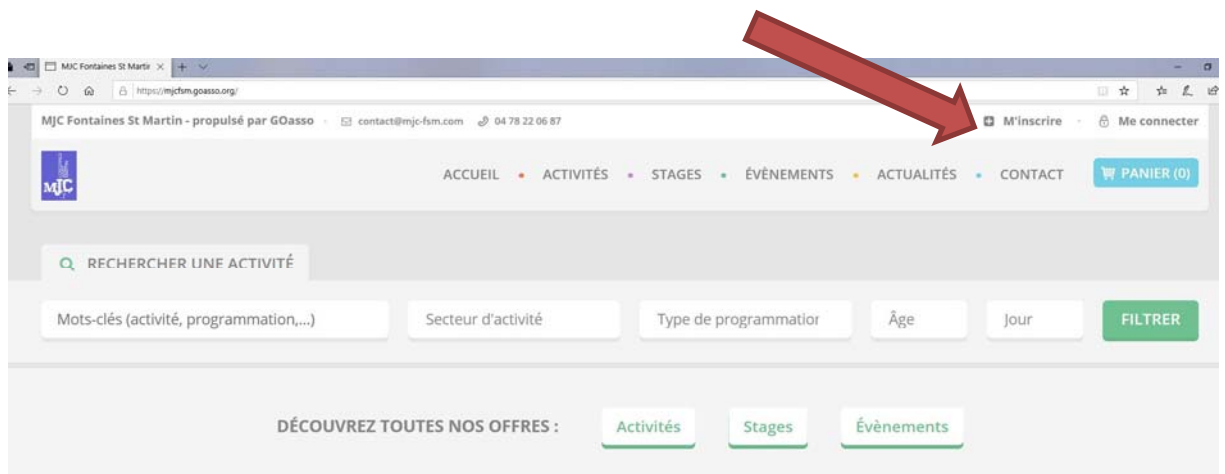 MJC Fontaines St Martir
https://mjcfsm.goasso.org/
MJC Fontaines St Martin - propulsé par GOasso contact@mjc-fsm.com 04 78 22 06 87 M'inscrire Me connecter
MJC ACCUEIL ACTIVITÉS STAGES ÉVÈNEMENTS ACTUALITÉS CONTACT PANIER (0)
RECHERCHER UNE ACTIVITÉ
Mots-clés (activité, programmation,...) Secteur d'activité Type de programmatior Âge Jour FILTRER
DÉCOUVREZ TOUTES NOS OFFRES : Activités Stages Évènements